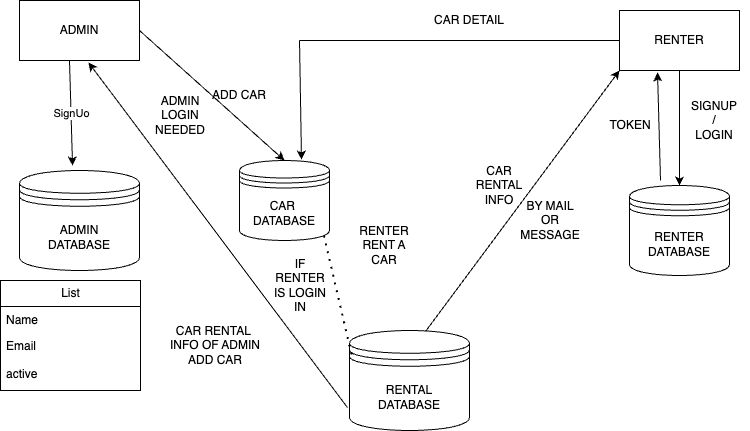 CAR DETAIL
ADMIN
RENTER
ADD CAR
ADMIN
LOGIN
NEEDED
SignUo
SIGNUP
/
LOGIN
TOKEN
CAR
RENTAL
INFO
CAR
DATABASE
BY MAIL
OR
MESSAGE
ADMIN
DATABASE
RENTER
RENT A
CAR
RENTER
DATABASE
IF
RENTER
IS LOGIN
IN
List
Name
Email
active
CAR RENTAL
INFO OF ADMIN
ADD CAR
RENTAL
DATABASE